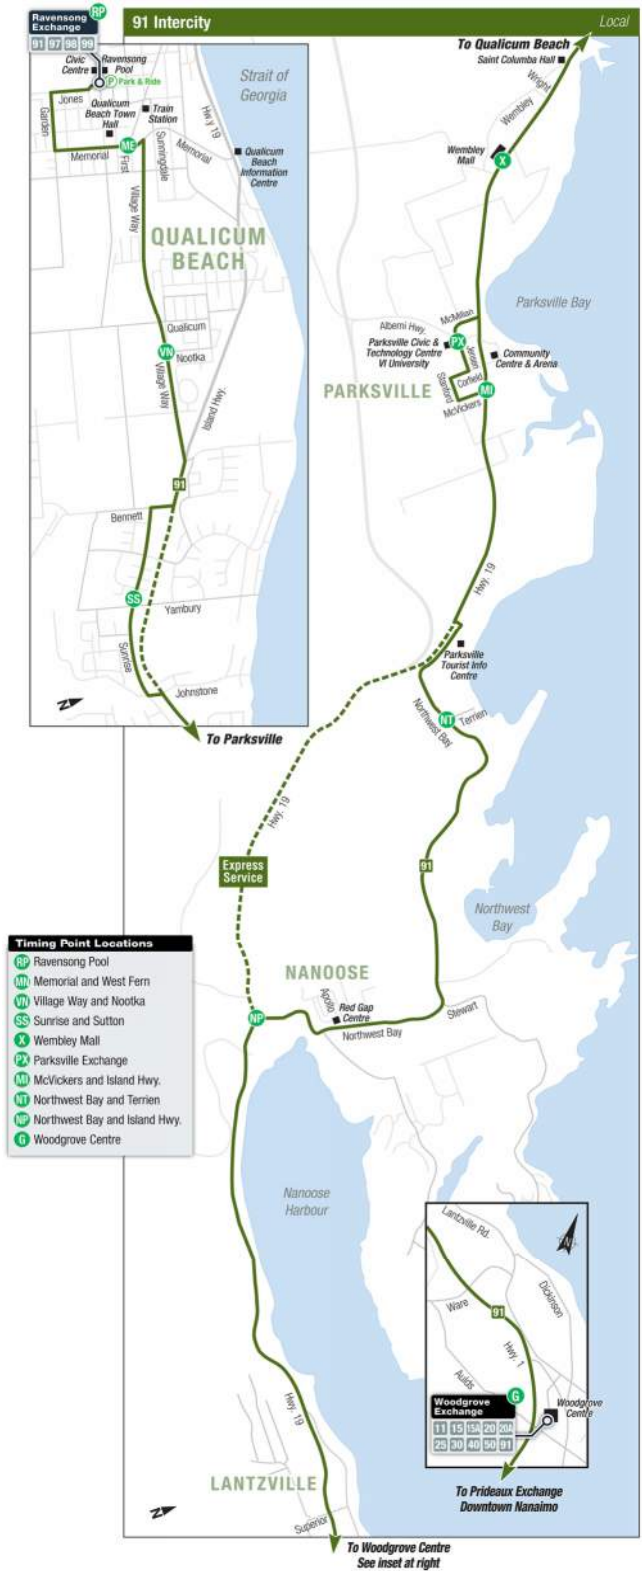 Ravensong
Exchange
RP
91 97 98 99
91 Intercity
Local
Civic
Centre
Ravensong
Pool
P Park & Ride
Jones
Garden
Qualicum
Beach Town
Hall
Train
Station
Memorial
ME
First
Sunningdale
Memorial
Hwy 19
Strait of
Georgia
Qualicum
Beach
Information
Centre
Village Way
QUALICUM
BEACH
Qualicum
VN
Nootka
Village Way
Island Hwy.
91
Bennett
SS
Yambury
Sunrise
Johnstone
N
To Parksville
To Qualicum Beach
Saint Columba Hall
Wright
Wembley
Wembley
Mall
X
Parksville Bay
McMillan
Alberni Hwy.
PX
Parksville Civic &
Technology Centre
VI University
Jensen
Community
Centre & Arena
PARKSVILLE
Stanford
Corfield
MI
McVickers
Hwy. 19
Parksville
Tourist Info
Centre
Northwest Bay
NT
Terrien
Hwy. 19
Express
Service
91
Northwest
Bay
NANOOSE
NP
Apollo
Red Gap
Centre
Northwest Bay
Stewart
Timing Point Locations
RP Ravensong Pool
MN Memorial and West Fern
VN Village Way and Nootka
SS Sunrise and Sutton
X Wembley Mall
PX Parksville Exchange
MI McVickers and Island Hwy.
NT Northwest Bay and Terrien
NP Northwest Bay and Island Hwy.
G Woodgrove Centre
Nanoose
Harbour
Lantzville Rd.
N
Dickinson
Ware
91
Hwy. 1
Aulds
G
Woodgrove
Exchange
Woodgrove
Centre
11 15 15A 20 20A
25 30 40 50 91
To Prideaux Exchange
Downtown Nanaimo
Hwy. 19
LANTZVILLE
Superior
N
To Woodgrove Centre
See inset at right